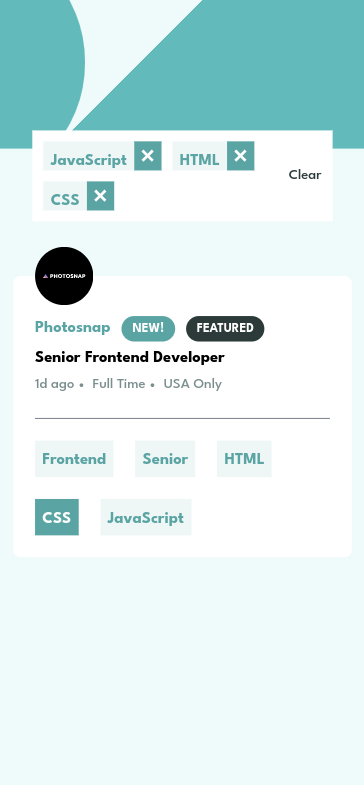 JavaScript ✕ HTML ✕
CSS ✕
Clear
PHOTOSNAP
Photosnap NEW! FEATURED
Senior Frontend Developer
1d ago • Full Time • USA Only
Frontend Senior HTML
CSS JavaScript